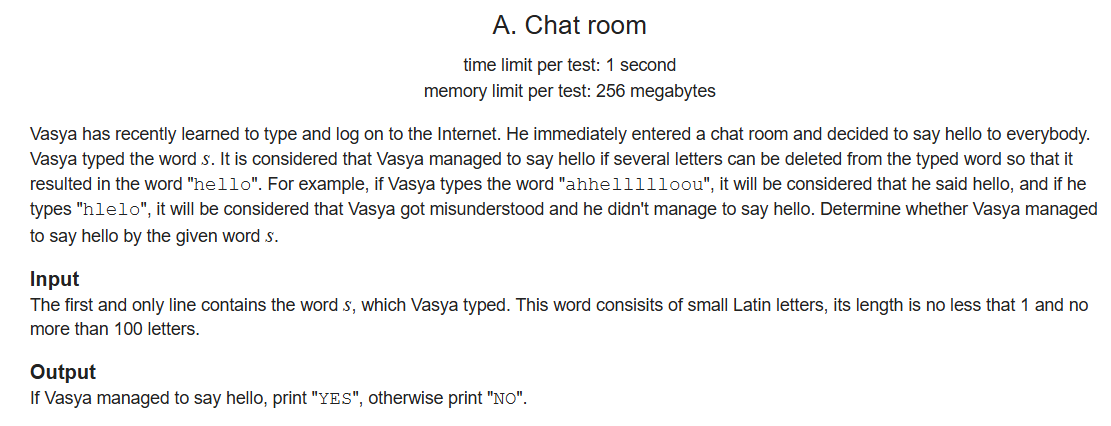 A. Chat room
time limit per test: 1 second
memory limit per test: 256 megabytes
Vasya has recently learned to type and log on to the Internet. He immediately entered a chat room and decided to say hello to everybody.
Vasya typed the word s. It is considered that Vasya managed to say hello if several letters can be deleted from the typed word so that it
resulted in the word "hello". For example, if Vasya types the word "ahhellllloou", it will be considered that he said hello, and if he
types "hlelo", it will be considered that Vasya got misunderstood and he didn't manage to say hello. Determine whether Vasya managed
to say hello by the given word s.
Input
The first and only line contains the word s, which Vasya typed. This word consisits of small Latin letters, its length is no less that 1 and no
more than 100 letters.
Output
If Vasya managed to say hello, print "YES", otherwise print "NO".